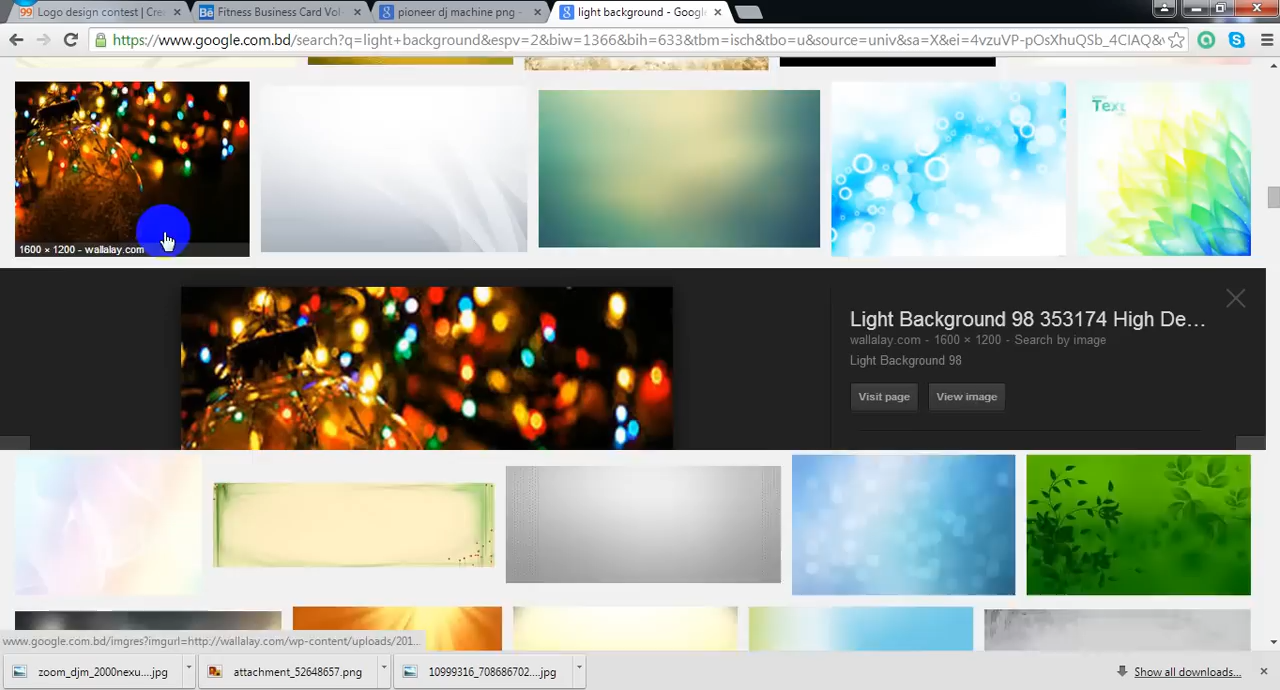 Logo design contest | Cre
Fitness Business Card Vol
pioneer dj machine png -
light background - Google
https://www.google.com.bd/search?q=light+background&espv=2&biw=1366&bih=633&tbm=isch&tbo=u&source=univ&sa=X&ei=4vzuVP-pOsXhuQSb_4CIAQ&
Text
1600 × 1200 - wallalay.com
Light Background 98 353174 High De...
wallalay.com - 1600 × 1200 - Search by image
Light Background 98
Visit page
View image
www.google.com.bd/imgres?imgurl=http://wallalay.com/wp-content/uploads/201...
zoom_djm_2000nexu....jpg
attachment_52648657.png
10999316_708686702....jpg
Show all downloads...